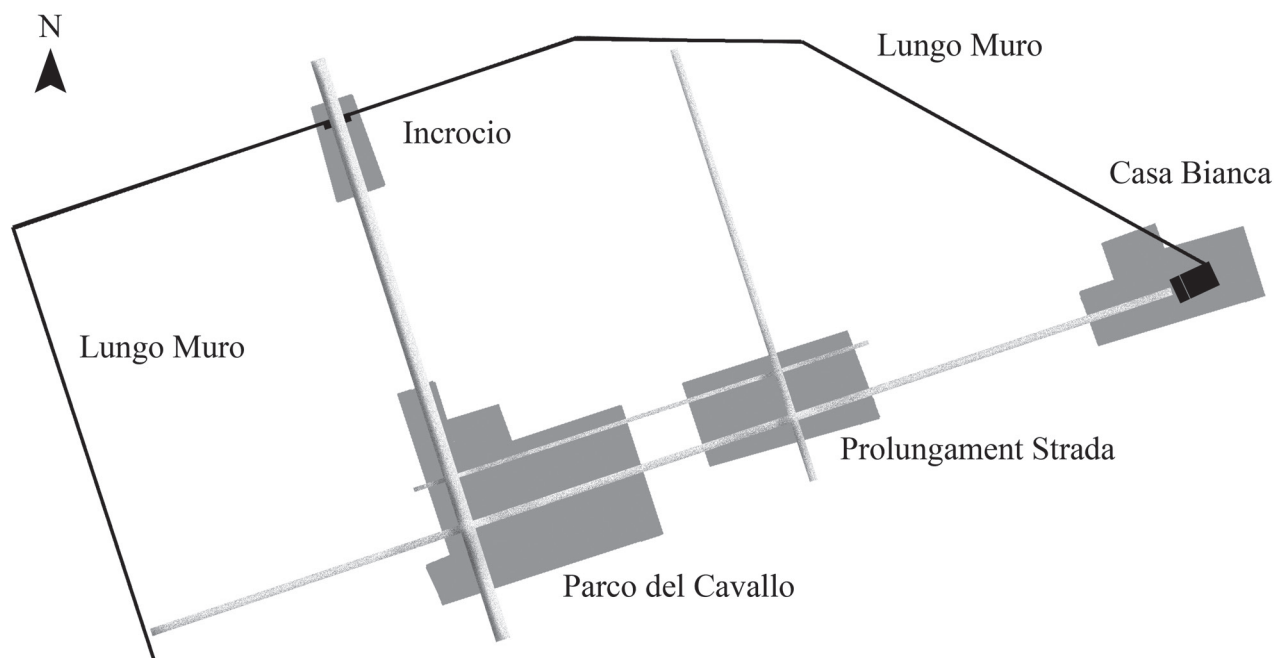 N
Lungo Muro
Incrocio
Casa Bianca
Lungo Muro
Prolungament Strada
Parco del Cavallo